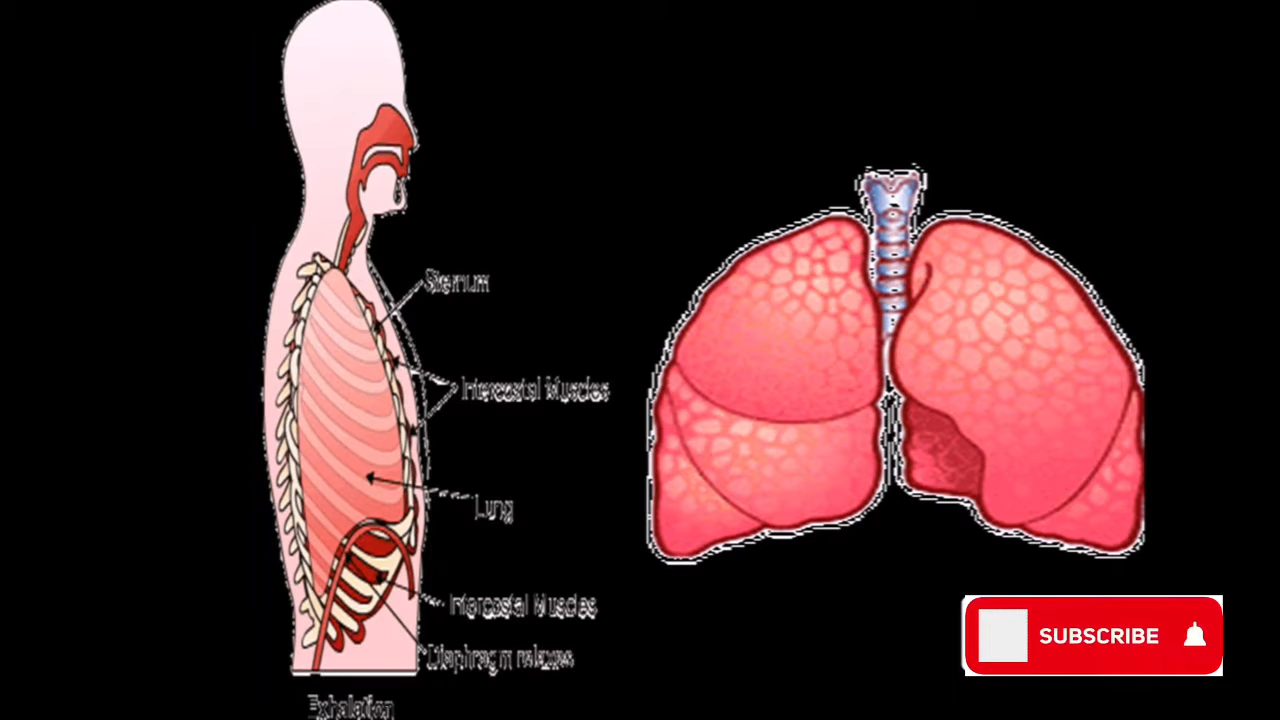 Sternum
Intercostal Muscles
Lung
Intercostal Muscles
Diaphragm relaxes
Exhalation
SUBSCRIBE